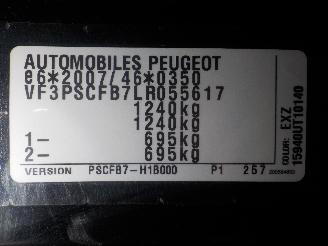 AUTOMOBILES PEUGEOT
e6*2007/46*0350
VF3PSCFB7LR055617
1240kg
1240kg
1- 695kg
2- 695kg
VERSION PSCFB7-H1B000 P1 267
COLOR: EXZ
15940UT10140